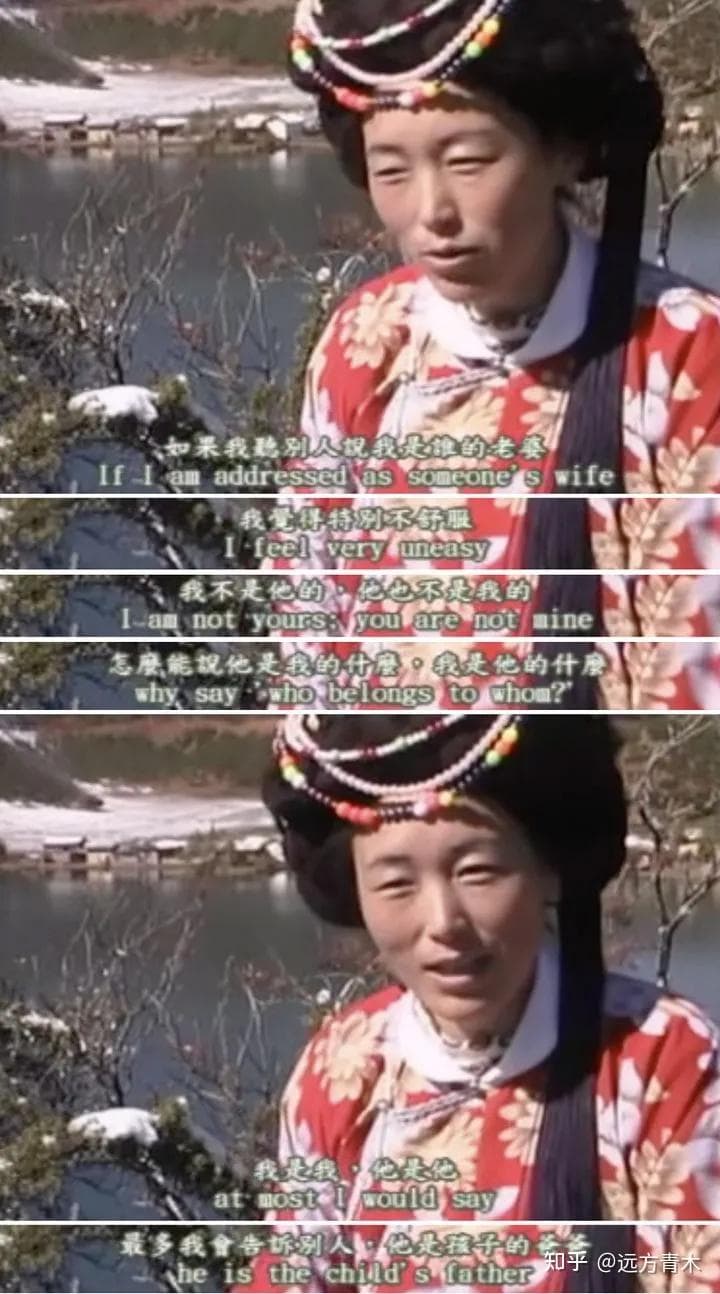 如果我聽別人說我是誰的老婆
If I am addressed as someone's wife
我覺得特別不舒服
I feel very uneasy
我不是他的，他也不是我的
I am not yours; you are not mine
怎麼能說他是我的什麼，我是他的什麼
why say 'who belongs to whom?'
我是我，他是他
at most I would say
最多我會告訴別人，他是孩子的爸爸
he is the child's father
知乎 @远方青木